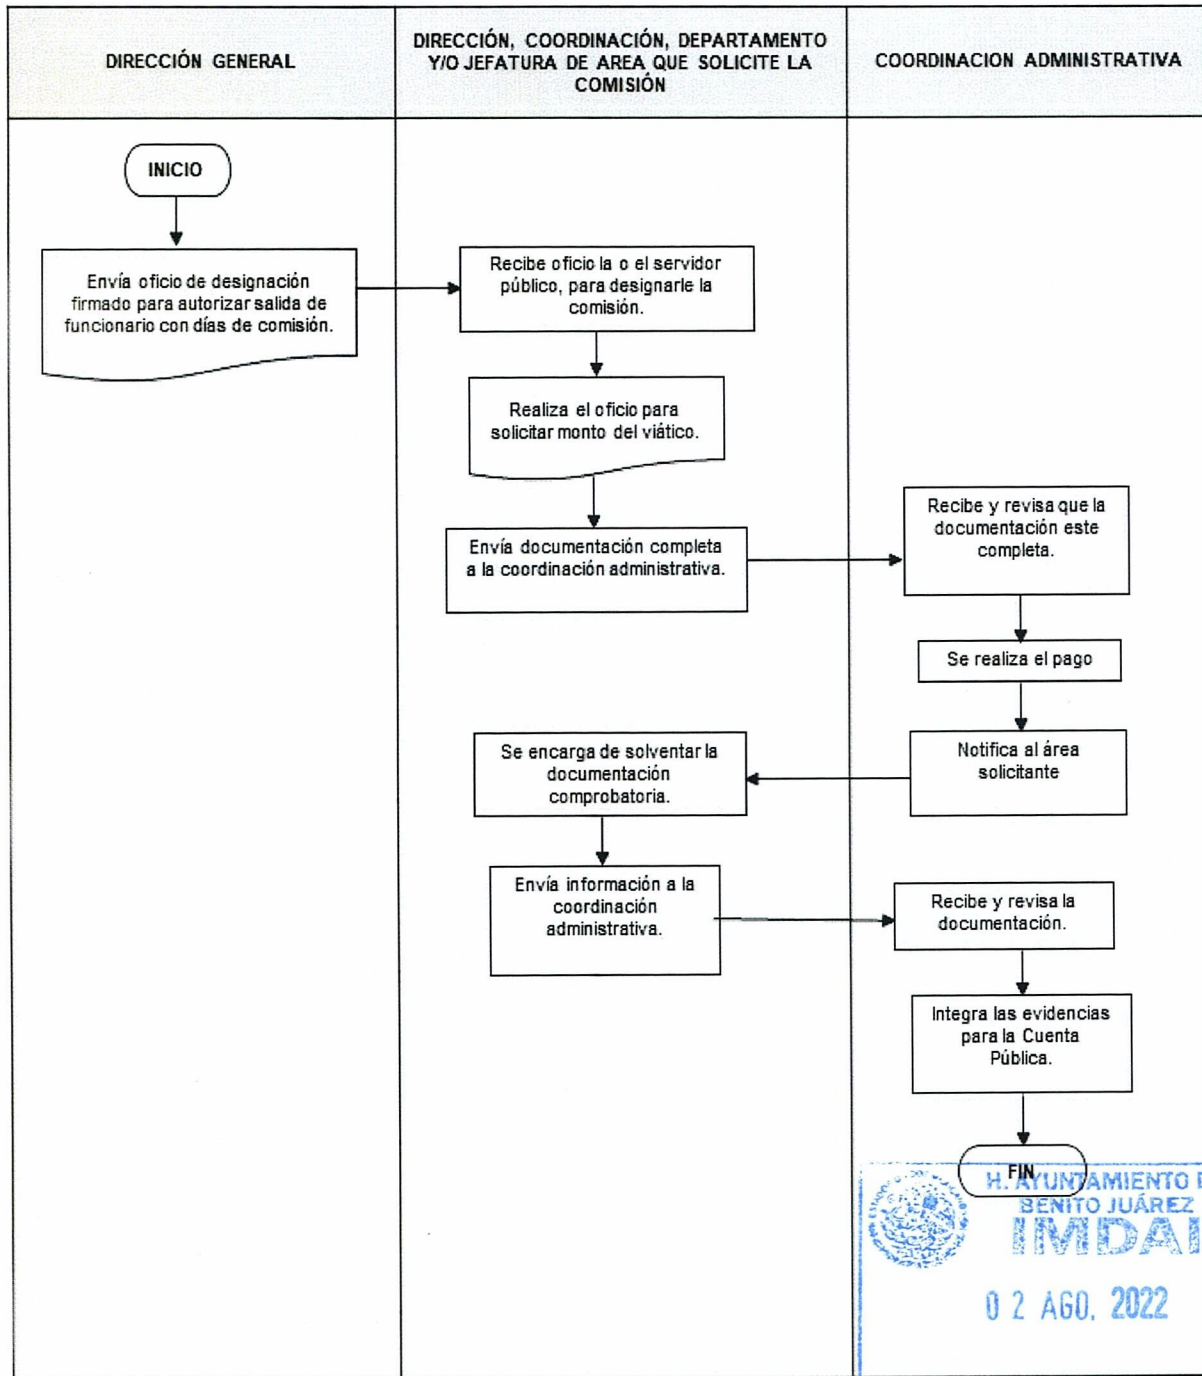 DIRECCIÓN GENERAL
DIRECCIÓN, COORDINACIÓN, DEPARTAMENTO
Y/O JEFATURA DE AREA QUE SOLICITE LA
COMISIÓN
COORDINACION ADMINISTRATIVA
INICIO
Envía oficio de designación
firmado para autorizar salida de
funcionario con días de comisión.
Recibe oficio la o el servidor
público, para designarle la
comisión.
Realiza el oficio para
solicitar monto del viático.
Envía documentación completa
a la coordinación administrativa.
Recibe y revisa que la
documentación este
completa.
Se realiza el pago
Notifica al área
solicitante
Se encarga de solventar la
documentación
comprobatoria.
Envía información a la
coordinación
administrativa.
Recibe y revisa la
documentación.
Integra las evidencias
para la Cuenta
Pública.
FIN
H. AYUNTAMIENTO
BENITO JUÁREZ
IMDAI
02 AGO. 2022